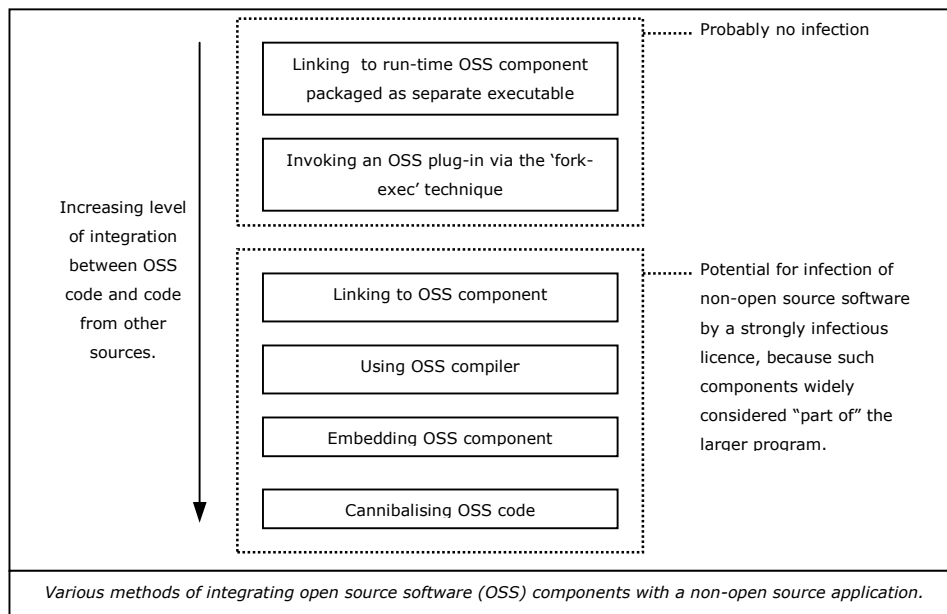 Probably no infection
Linking to run-time OSS component
packaged as separate executable
Invoking an OSS plug-in via the ‘fork-
exec’ technique
Increasing level
of integration
between OSS
code and code
from other
sources.
Linking to OSS component
Using OSS compiler
Embedding OSS component
Cannibalising OSS code
Potential for infection of
non-open source software
by a strongly infectious
licence, because such
components widely
considered “part of” the
larger program.
Various methods of integrating open source software (OSS) components with a non-open source application.